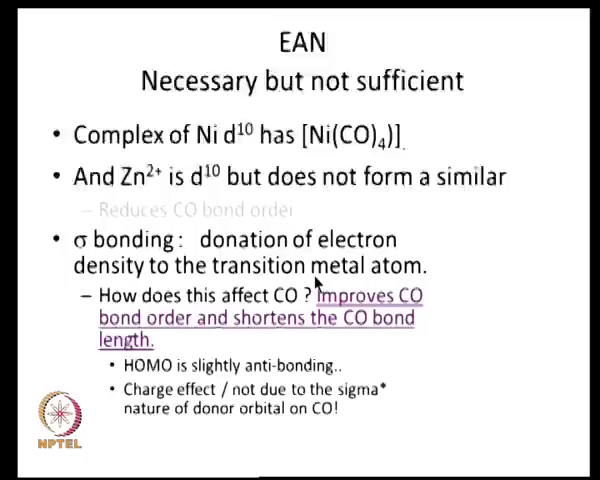 EAN
Necessary but not sufficient
• Complex of Ni d¹⁰ has [Ni(CO)₄)].
• And Zn²⁺ is d¹⁰ but does not form a similar
– Reduces CO bond order
• σ bonding : donation of electron
density to the transition metal atom.
– How does this affect CO ? Improves CO
bond order and shortens the CO bond
length.
• HOMO is slightly anti-bonding..
• Charge effect / not due to the sigma*
nature of donor orbital on CO!
NPTEL